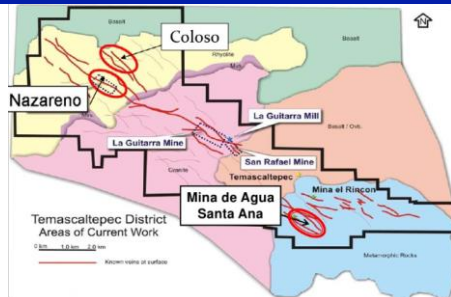 Basalt
Coloso
Basalt
Rhyolite
Nazareno
La Guitarra Mill
La Guitarra Mine
Basalt / Ovb.
San Rafael Mine
Granite
Temascaltepec
Mina el Rincon
Mina de Agua
Santa Ana
Temascaltepec District
Areas of Current Work
0 km 1.0 km 2.0 km
Known veins at surface
Metamorphic Rocks